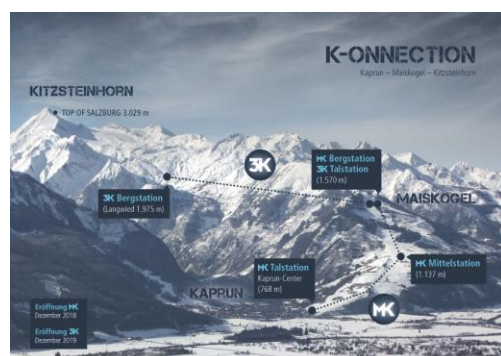 K-ONNECTION
Kaprun – Maiskogel – Kitzsteinhorn
KITZSTEINHORN
TOP OF SALZBURG 3.029 m
3K
MK Bergstation
3K Talstation
(1.570 m)
3K Bergstation
(Langwied 1.975 m)
MAISKOGEL
MK Talstation
Kaprun-Center
(768 m)
MK Mittelstation
(1.137 m)
KAPRUN
MK
Eröffnung MK
Dezember 2018
Eröffnung 3K
Dezember 2019